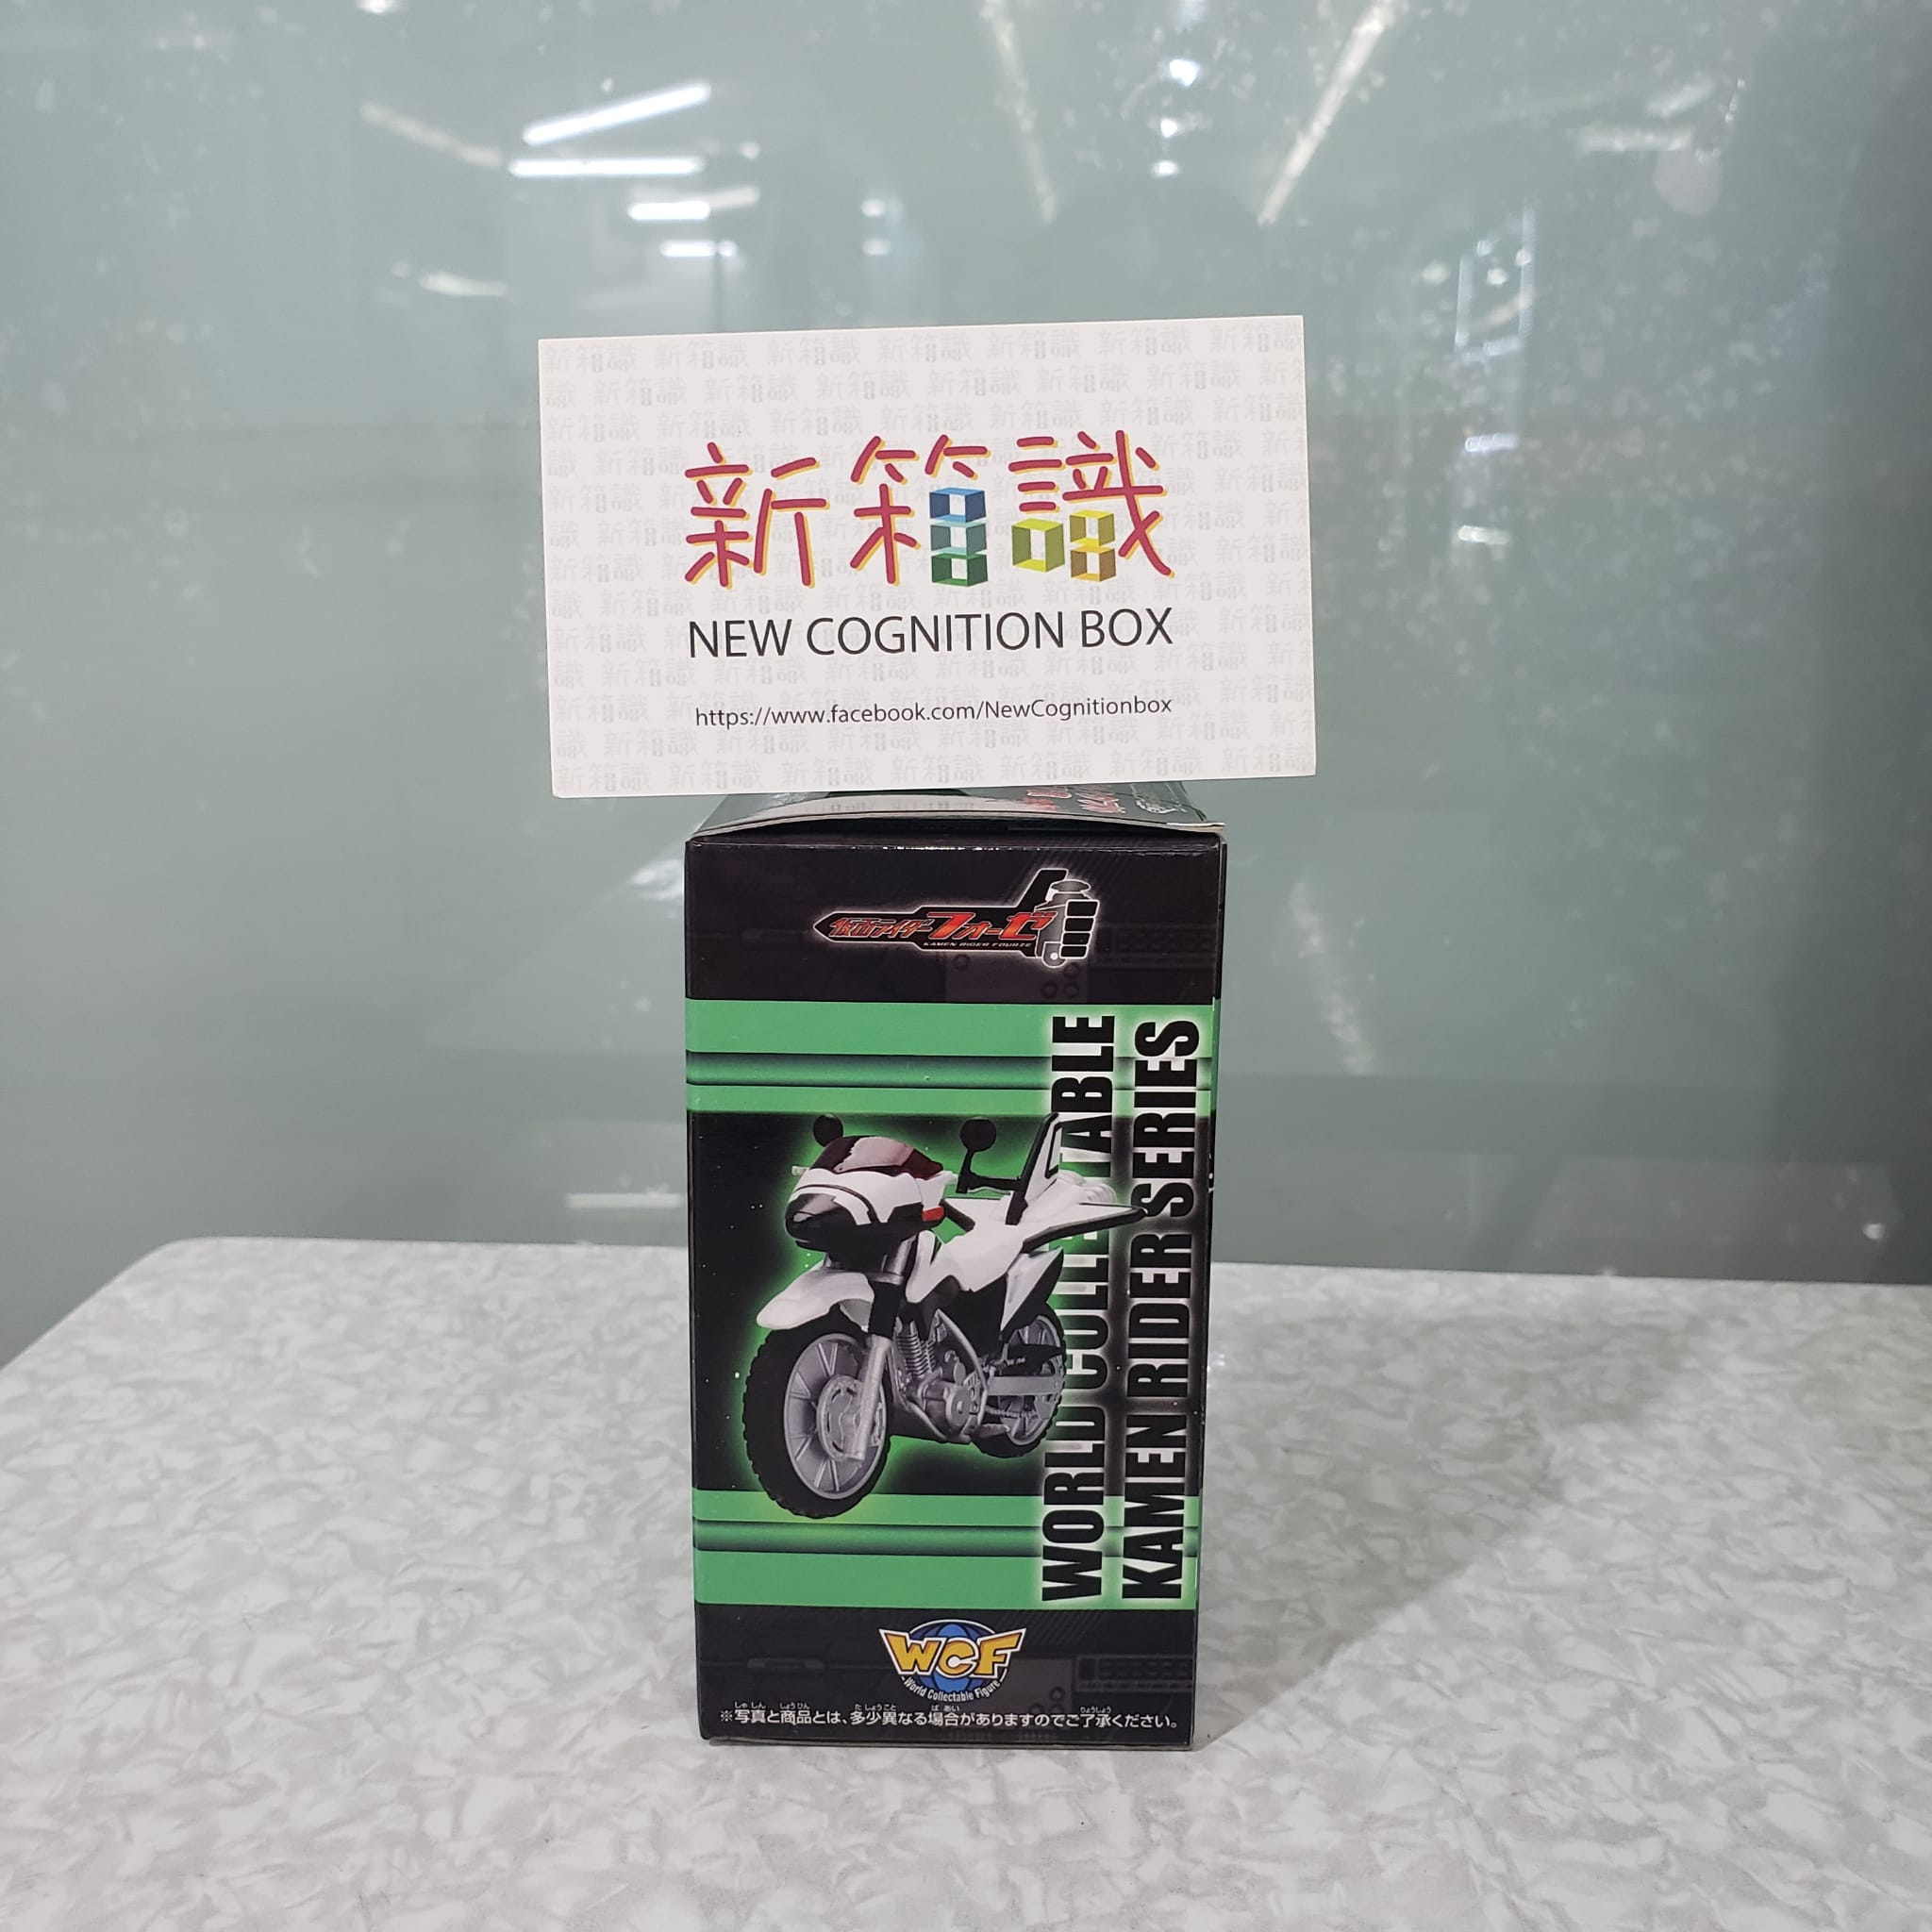 新箱識
NEW COGNITION BOX
https://www.facebook.com/NewCognitionbox
仮面ライダーフォーゼ
KAMEN RIDER FOURZE
WORLD COLLECTABLE
KAMEN RIDER SERIES
WCF
World Collectable Figure
※写真と商品とは、多少異なる場合がありますのでご了承ください。